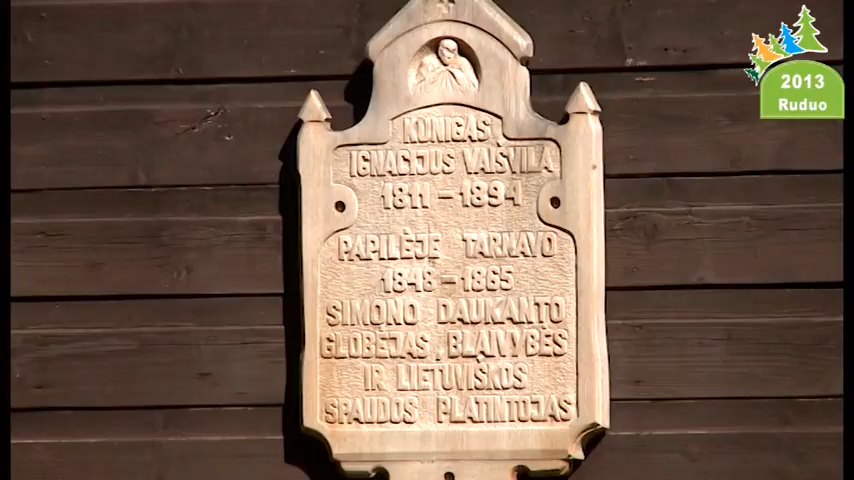 2013
Ruduo
KUNIGAS
IGNACIJUS VAIŠVILA
1811 - 1894
PAPILĖJE TARNAVO
1848 - 1865
SIMONO DAUKANTO
GLOBĖJAS, BLAIVYBĖS
IR LIETUVIŠKOS
SPAUDOS PLATINTOJAS